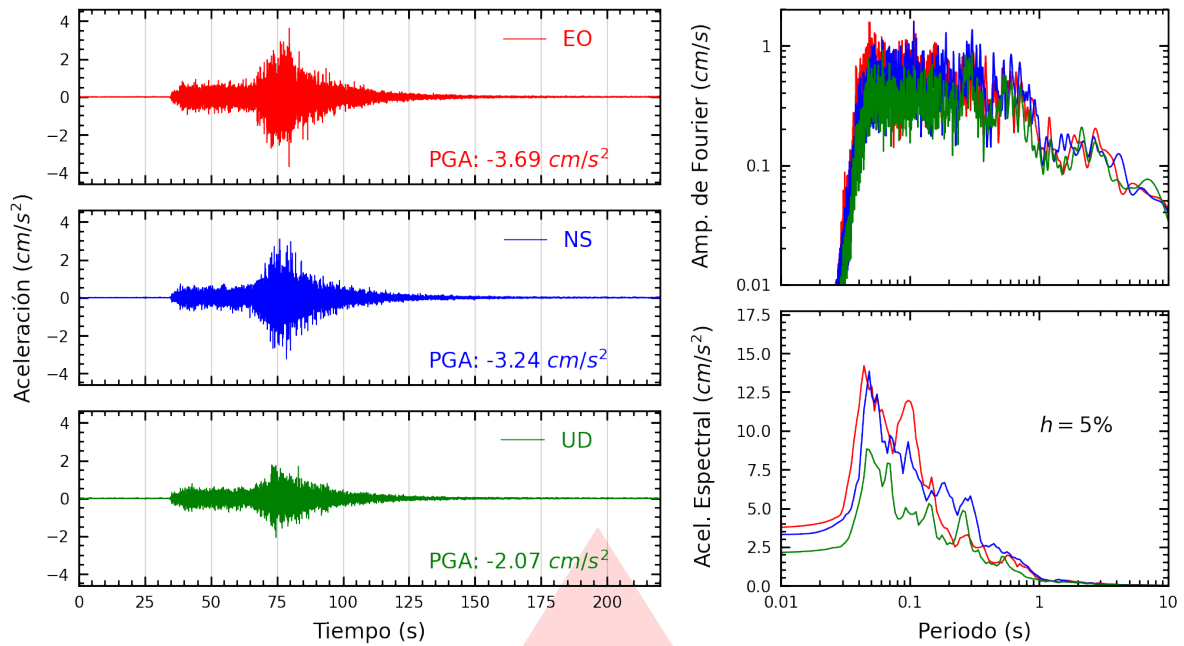 Aceleración (cm/s²)
4
2
0
−2
−4
EO
PGA: -3.69 cm/s²
4
2
0
−2
−4
NS
PGA: -3.24 cm/s²
4
2
0
−2
−4
UD
PGA: -2.07 cm/s²
0 25 50 75 100 125 150 175 200
Tiempo (s)
Amp. de Fourier (cm/s)
1
0.1
0.01
Acel. Espectral (cm/s²)
17.5
15.0
12.5
10.0
7.5
5.0
2.5
0.0
h = 5%
0.01 0.1 1 10
Periodo (s)